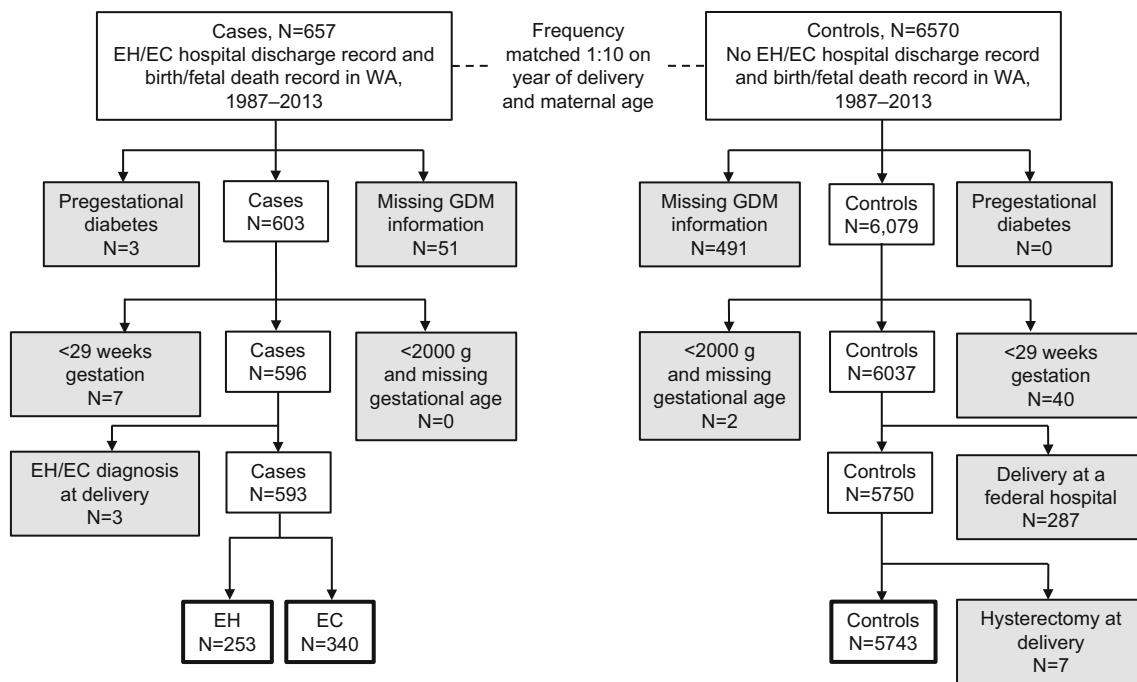 Cases, N=657
EH/EC hospital discharge record and
birth/fetal death record in WA,
1987–2013
Frequency
matched 1:10 on
year of delivery
and maternal age
Controls, N=6570
No EH/EC hospital discharge record
and birth/fetal death record in WA,
1987–2013
Pregestational
diabetes
N=3
Cases
N=603
Missing GDM
information
N=51
Missing GDM
information
N=491
Controls
N=6,079
Pregestational
diabetes
N=0
<29 weeks
gestation
N=7
Cases
N=596
<2000 g
and missing
gestational age
N=0
<2000 g
and missing
gestational age
N=2
Controls
N=6037
<29 weeks
gestation
N=40
EH/EC diagnosis
at delivery
N=3
Cases
N=593
Controls
N=5750
Delivery at a
federal hospital
N=287
EH
N=253
EC
N=340
Controls
N=5743
Hysterectomy at
delivery
N=7